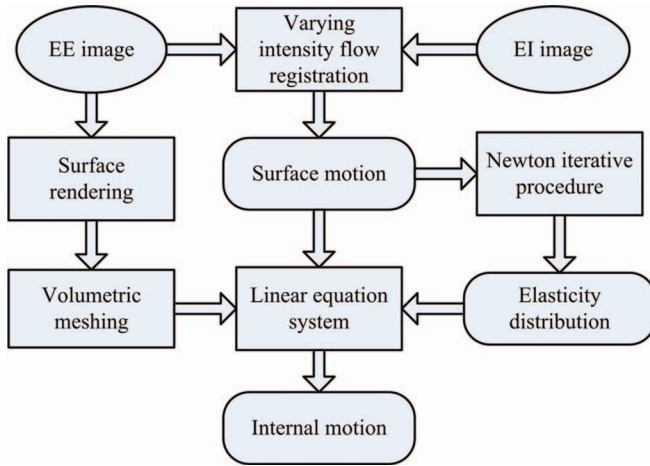 EE image
Varying
intensity flow
registration
EI image
Surface
rendering
Surface motion
Newton iterative
procedure
Volumetric
meshing
Linear equation
system
Elasticity
distribution
Internal motion